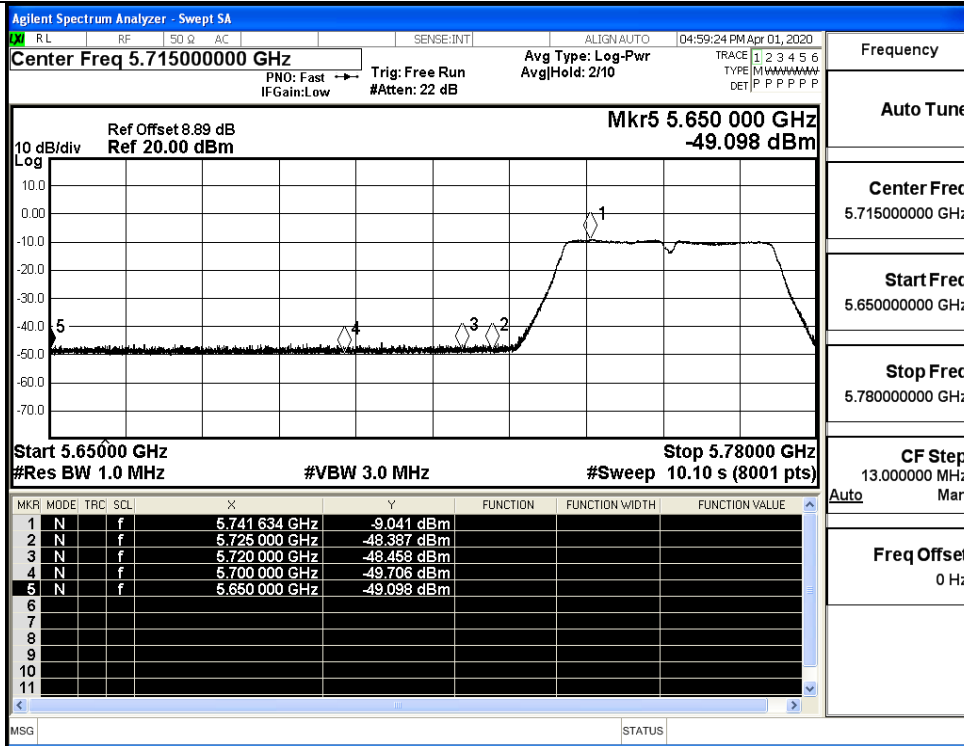 Agilent Spectrum Analyzer - Swept SA
LXI RL RF 50 Ω AC SENSE:INT ALIGN AUTO 04:59:24 PM Apr 01, 2020
Center Freq 5.715000000 GHz
PNO: Fast
IFGain:Low
Trig: Free Run
#Atten: 22 dB
Avg Type: Log-Pwr
Avg|Hold: 2/10
TRACE 1 2 3 4 5 6
TYPE M WWWWW
DET P P P P P P
Ref Offset 8.89 dB
Ref 20.00 dBm
10 dB/div
Log
Mkr5 5.650 000 GHz
-49.098 dBm
10.0
0.00
-10.0
-20.0
-30.0
-40.0
-50.0
-60.0
-70.0
1
5
4
3
2
Start 5.65000 GHz
Stop 5.78000 GHz
#Res BW 1.0 MHz
#VBW 3.0 MHz
#Sweep 10.10 s (8001 pts)
MKR MODE TRC SCL X Y FUNCTION FUNCTION WIDTH FUNCTION VALUE
1 N f 5.741 634 GHz -9.041 dBm
2 N f 5.725 000 GHz -48.387 dBm
3 N f 5.720 000 GHz -48.458 dBm
4 N f 5.700 000 GHz -49.706 dBm
5 N f 5.650 000 GHz -49.098 dBm
6
7
8
9
10
11
MSG
STATUS
Frequency
Auto Tune
Center Freq
5.715000000 GHz
Start Freq
5.650000000 GHz
Stop Freq
5.780000000 GHz
CF Step
13.000000 MHz
Auto Man
Freq Offset
0 Hz